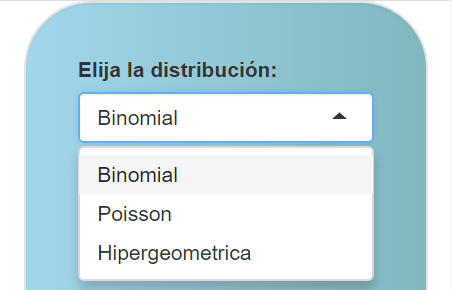 Elija la distribución:
Binomial
Binomial
Poisson
Hipergeometrica